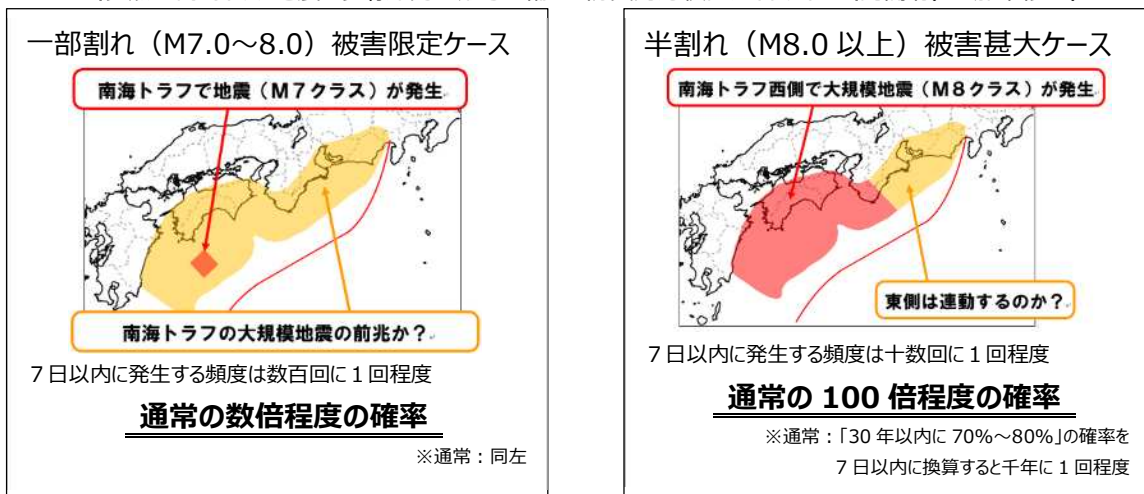 一部割れ（M7.0～8.0）被害限定ケース
南海トラフで地震（M７クラス）が発生
南海トラフの大規模地震の前兆か？
７日以内に発生する頻度は数百回に１回程度
通常の数倍程度の確率
※通常：同左
半割れ（M8.0 以上）被害甚大ケース
南海トラフ西側で大規模地震（M８クラス）が発生
東側は連動するのか？
７日以内に発生する頻度は十数回に１回程度
通常の 100 倍程度の確率
※通常：「30 年以内に 70%～80%」の確率を
７日以内に換算すると千年に１回程度